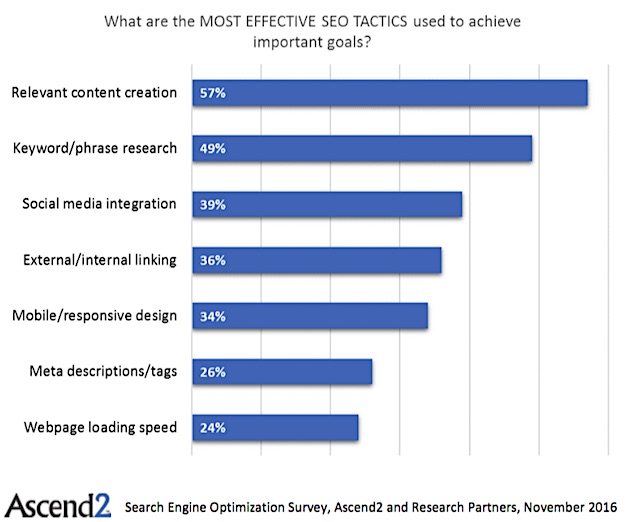 What are the MOST EFFECTIVE SEO TACTICS used to achieve
important goals?
Relevant content creation 57%
Keyword/phrase research 49%
Social media integration 39%
External/internal linking 36%
Mobile/responsive design 34%
Meta descriptions/tags 26%
Webpage loading speed 24%
Ascend2 Search Engine Optimization Survey, Ascend2 and Research Partners, November 2016